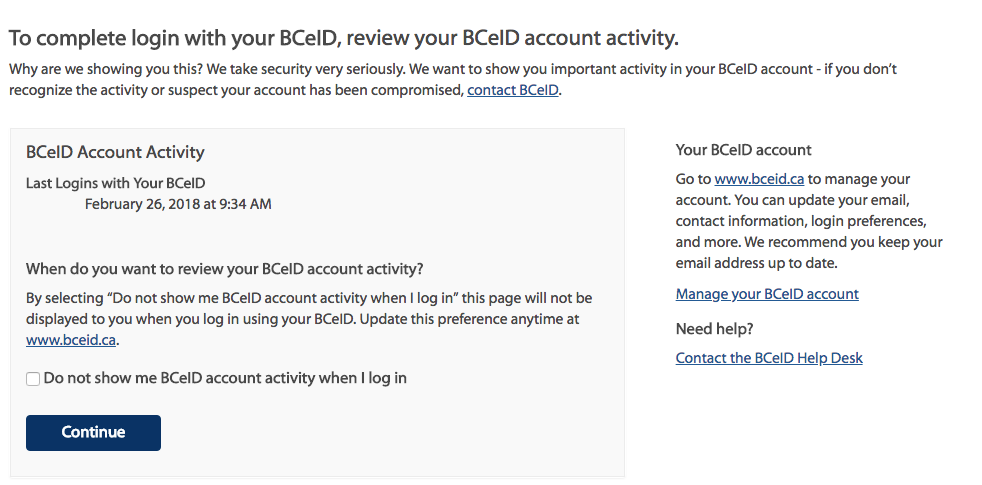 To complete login with your BCeID, review your BCeID account activity.
Why are we showing you this? We take security very seriously. We want to show you important activity in your BCeID account - if you don’t
recognize the activity or suspect your account has been compromised, contact BCeID.
BCeID Account Activity
Last Logins with Your BCeID
February 26, 2018 at 9:34 AM
When do you want to review your BCeID account activity?
By selecting “Do not show me BCeID account activity when I log in” this page will not be
displayed to you when you log in using your BCeID. Update this preference anytime at
www.bceid.ca.
Do not show me BCeID account activity when I log in
Continue
Your BCeID account
Go to www.bceid.ca to manage your
account. You can update your email,
contact information, login preferences,
and more. We recommend you keep your
email address up to date.
Manage your BCeID account
Need help?
Contact the BCeID Help Desk